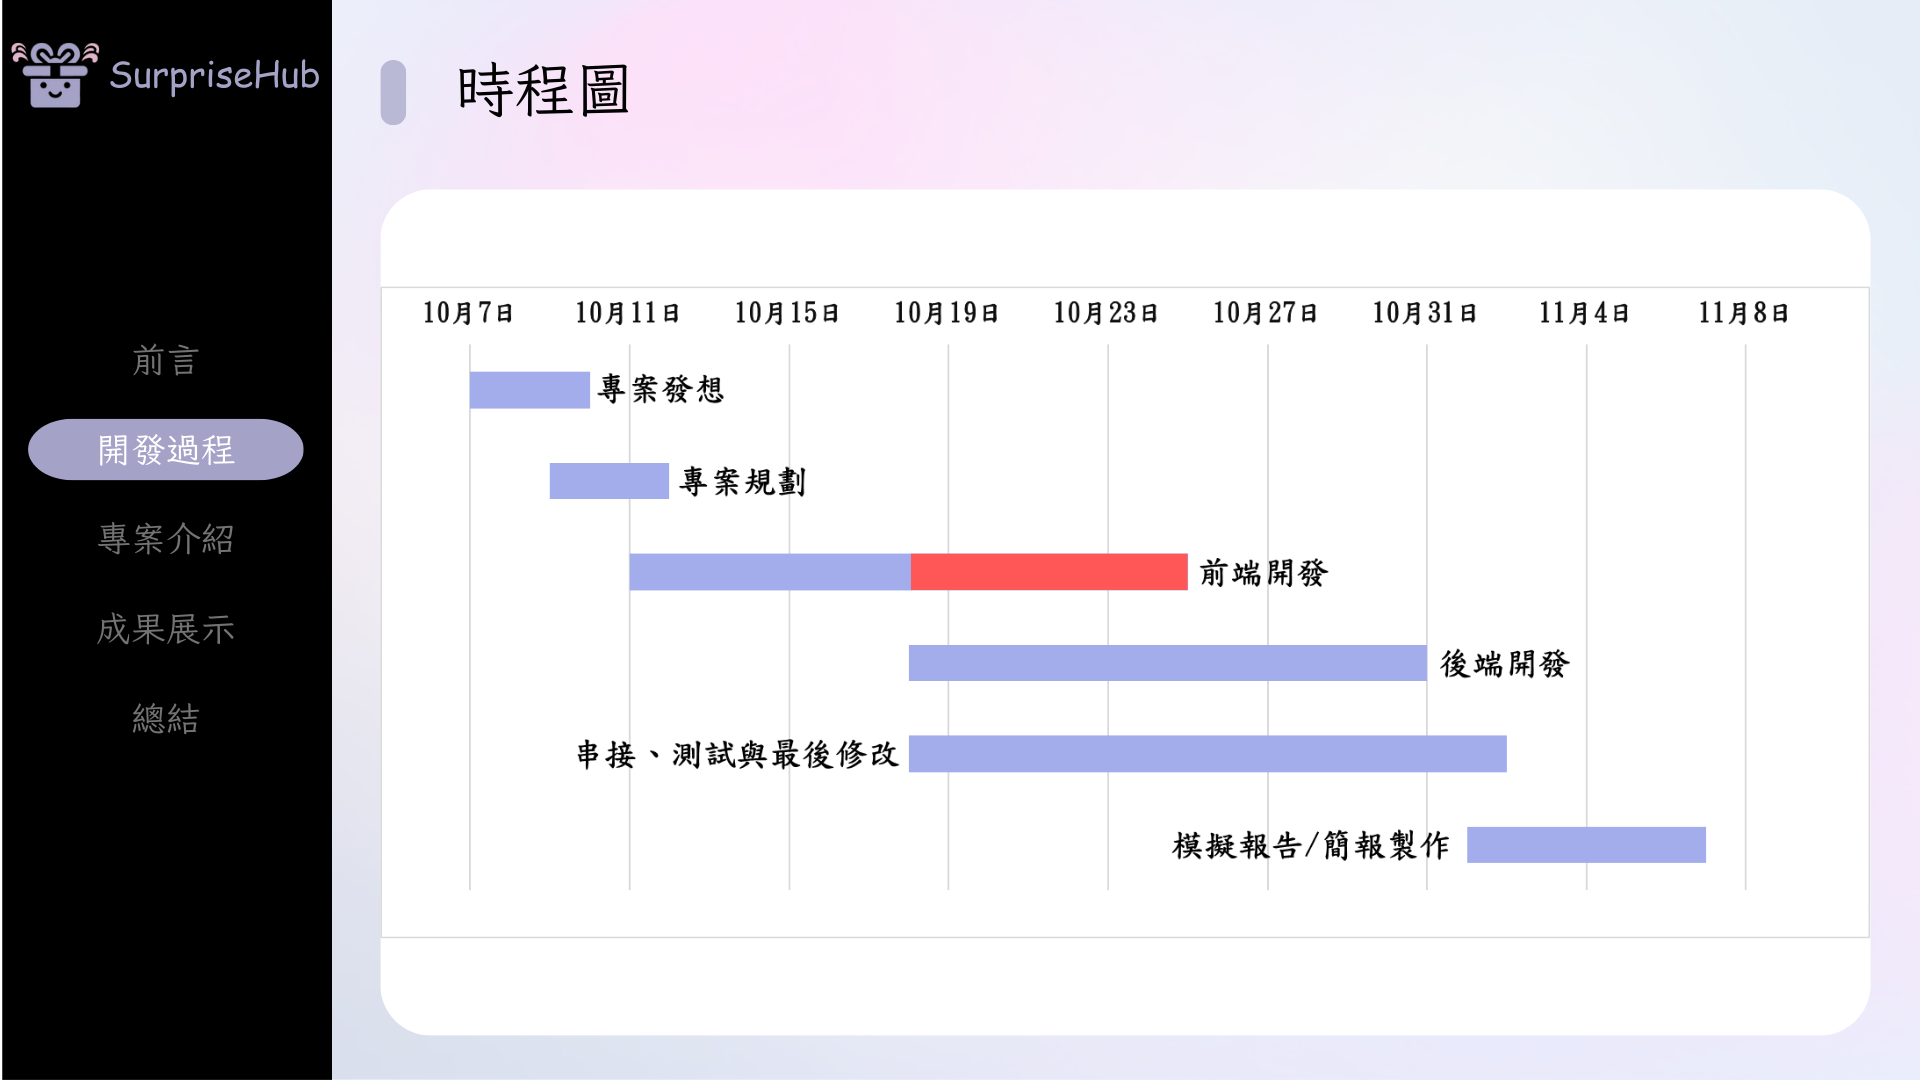 SurpriseHub
前言
開發過程
專案介紹
成果展示
總結
時程圖
10月7日 10月11日 10月15日 10月19日 10月23日 10月27日 10月31日 11月4日 11月8日
專案發想
專案規劃
前端開發
後端開發
串接、測試與最後修改
模擬報告/簡報製作